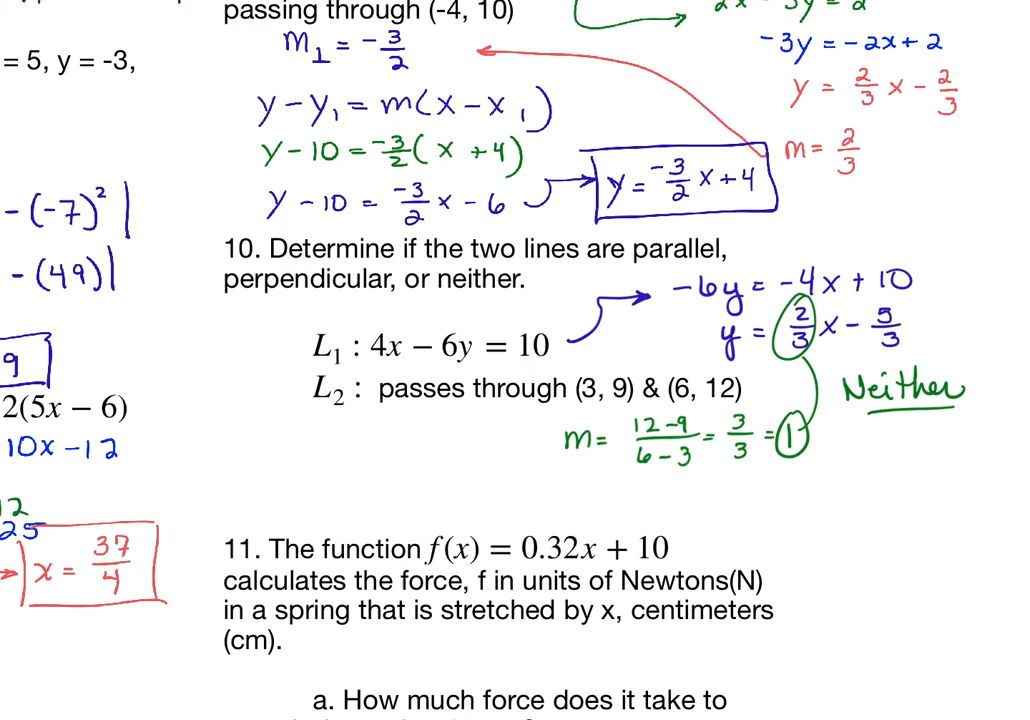 = 5, y = -3,
- (-7)² |
- (49)|
9
2(5x − 6)
10x - 12
12
25
x = 37/4
passing through (-4, 10)
m⊥ = -3/2
y - y₁ = m(x - x₁)
y - 10 = -3/2 (x + 4)
y - 10 = -3/2 x - 6
y = -3/2 x + 4
-3y = -2x + 2
y = 2/3 x - 2/3
m = 2/3
10. Determine if the two lines are parallel,
perpendicular, or neither.
L₁ : 4x − 6y = 10
-6y = -4x + 10
y = 2/3 x - 5/3
L₂ : passes through (3, 9) & (6, 12)
Neither
m = 12-9/6-3 = 3/3 = 1
11. The function f(x) = 0.32x + 10
calculates the force, f in units of Newtons(N)
in a spring that is stretched by x, centimeters
(cm).
a. How much force does it take to